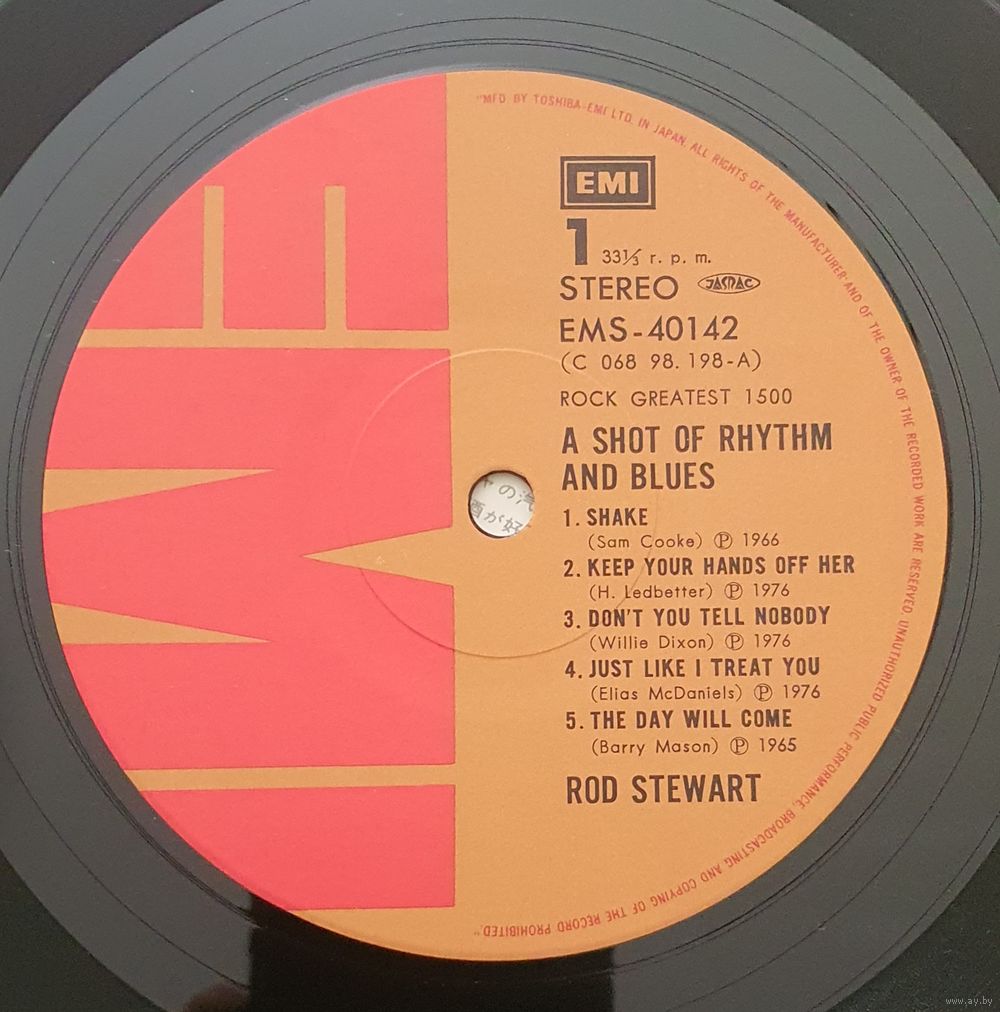 "MFD BY TOSHIBA-EMI LTD. IN JAPAN. ALL RIGHTS OF THE MANUFACTURER AND OF THE OWNER OF THE RECORDED WORK ARE RESERVED. UNAUTHORIZED PUBLIC PERFORMANCE, BROADCASTING AND COPYING OF THE RECORD PROHIBITED."
EMI
EMI
1 33⅓ r. p. m.
STEREO JASRAC
EMS-40142
(C 068 98. 198-A)
ROCK GREATEST 1500
A SHOT OF RHYTHM
AND BLUES
1. SHAKE
(Sam Cooke) Ⓟ 1966
2. KEEP YOUR HANDS OFF HER
(H. Ledbetter) Ⓟ 1976
3. DON'T YOU TELL NOBODY
(Willie Dixon) Ⓟ 1976
4. JUST LIKE I TREAT YOU
(Elias McDaniels) Ⓟ 1976
5. THE DAY WILL COME
(Barry Mason) Ⓟ 1965
ROD STEWART
www.ay.by